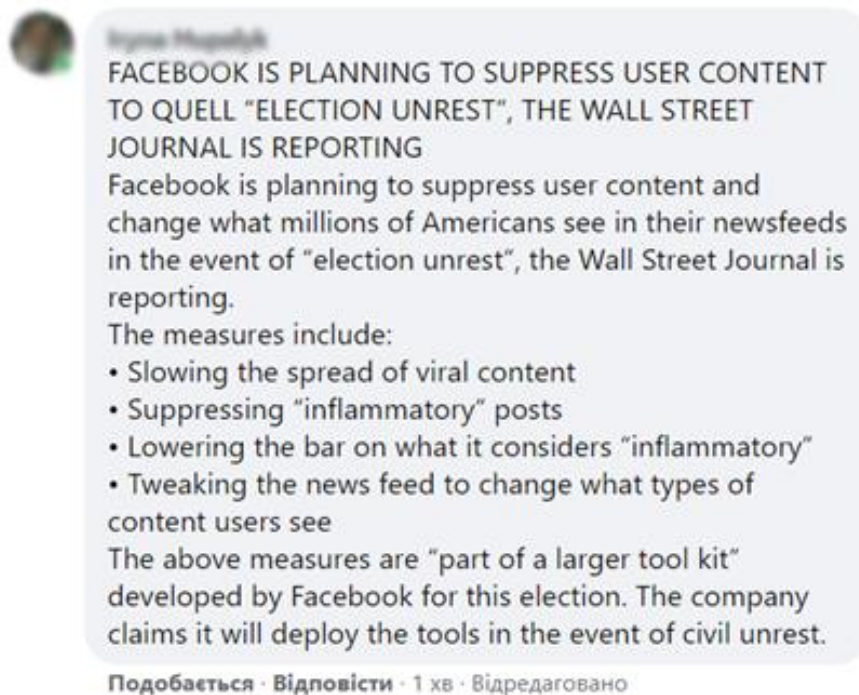 FACEBOOK IS PLANNING TO SUPPRESS USER CONTENT
TO QUELL “ELECTION UNREST”, THE WALL STREET
JOURNAL IS REPORTING
Facebook is planning to suppress user content and
change what millions of Americans see in their newsfeeds
in the event of “election unrest”, the Wall Street Journal is
reporting.
The measures include:
• Slowing the spread of viral content
• Suppressing “inflammatory” posts
• Lowering the bar on what it considers “inflammatory”
• Tweaking the news feed to change what types of
content users see
The above measures are “part of a larger tool kit”
developed by Facebook for this election. The company
claims it will deploy the tools in the event of civil unrest.
Подобається · Відповісти · 1 хв · Відредаговано